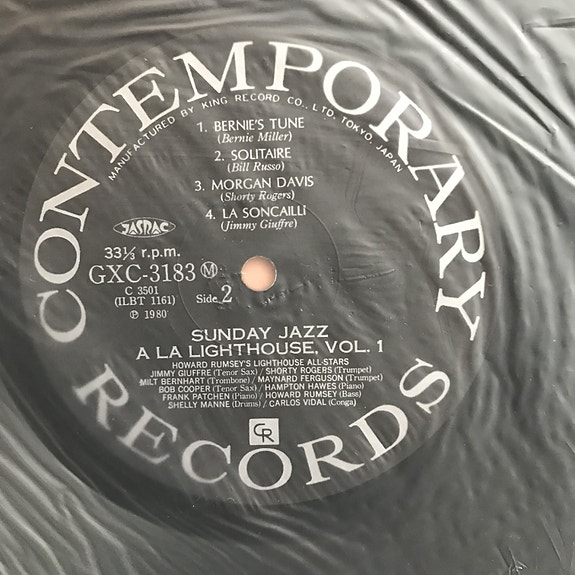 CONTEMPORARY
MANUFACTURED BY KING RECORD CO., LTD. TOKYO, JAPAN
1. BERNIE'S TUNE
(Bernie Miller)
2. SOLITAIRE
(Bill Russo)
3. MORGAN DAVIS
(Shorty Rogers)
4. LA SONCAILLI
(Jimmy Giuffre)
JASRAC
33⅓ r.p.m.
GXC-3183 Ⓜ
C 3501
(ILBT 1161)
Side 2
℗ 1980
SUNDAY JAZZ
A LA LIGHTHOUSE, VOL. 1
HOWARD RUMSEY'S LIGHTHOUSE ALL-STARS
JIMMY GIUFFRE (Tenor Sax) / SHORTY ROGERS (Trumpet)
MILT BERNHART (Trombone) / MAYNARD FERGUSON (Trumpet)
BOB COOPER (Tenor Sax) / HAMPTON HAWES (Piano)
FRANK PATCHEN (Piano) / HOWARD RUMSEY (Bass)
SHELLY MANNE (Drums) / CARLOS VIDAL (Conga)
CR
RECORDS